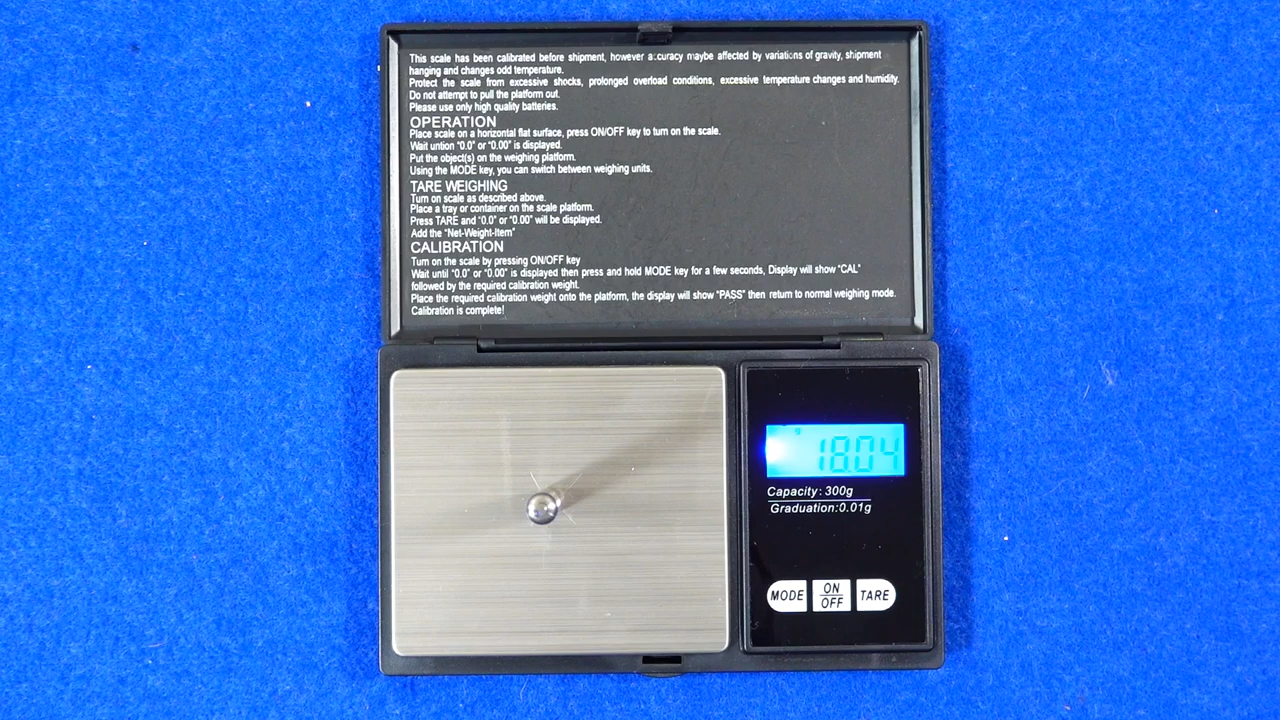 This scale has been calibrated before shipment, however accuracy maybe affected by variations of gravity, shipment
hanging and changes odd temperature.
Protect the scale from excessive shocks, prolonged overload conditions, excessive temperature changes and humidity.
Do not attempt to pull the platform out.
Please use only high quality batteries.
OPERATION
Place scale on a horizontal flat surface, press ON/OFF key to turn on the scale.
Wait untion "0.0" or "0.00" is displayed.
Put the object(s) on the weighing platform.
Using the MODE key, you can switch between weighing units.
TARE WEIGHING
Turn on scale as described above.
Place a tray or container on the scale platform.
Press TARE and "0.0" or "0.00" will be displayed.
Add the "Net-Weight-Item"
CALIBRATION
Turn on the scale by pressing ON/OFF key
Wait until "0.0" or "0.00" is displayed then press and hold MODE key for a few seconds, Display will show "CAL"
followed by the required calibration weight.
Place the required calibration weight onto the platform, the display will show "PASS" then return to normal weighing mode.
Calibration is complete!
g
18.04
Capacity: 300g
Graduation:0.01g
MODE
ON
OFF
TARE